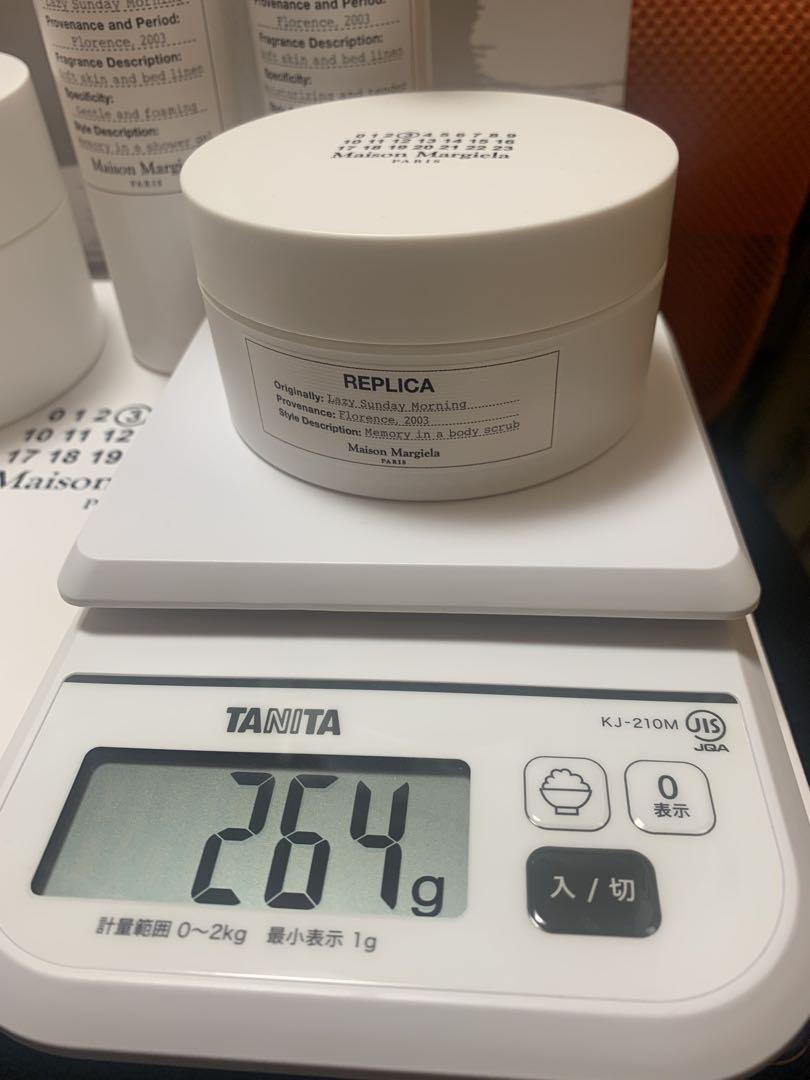 Lazy Sunday Morning
Provenance and Period:
Florence, 2003
Fragrance Description:
Soft skin and bed linen
Specificity:
Gentle and foaming
Style Description:
Memory in a shower gel
Maison Margiela
PARIS
Provenance and Period:
Florence, 2003
Fragrance Description:
Soft skin and bed linen
Specificity:
Moisturizing and tender
0 1 2 3 4 5 6 7 8 9
10 11 12 13 14 15 16
17 18 19 20 21 22 23
Maison Margiela
PARIS
REPLICA
Originally: Lazy Sunday Morning
Provenance: Florence, 2003
Style Description: Memory in a body scrub
Maison Margiela
PARIS
0 1 2 3
10 11 12
17 18 19
Maison
TANITA
KJ-210M
JIS
JQA
264g
0
表示
入/切
計量範囲 0〜2kg 最小表示 1g